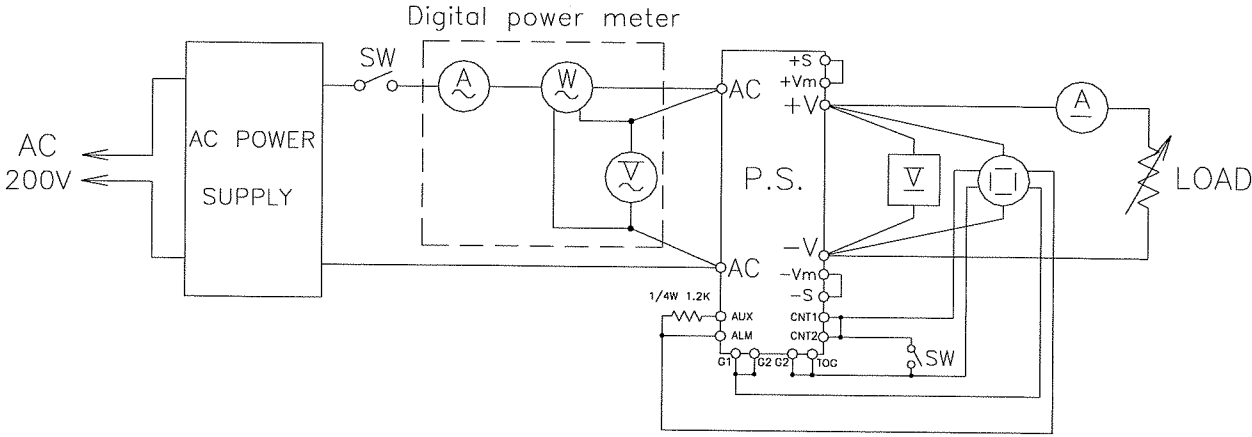 Digital power meter
SW
A
W
V
AC
200V
AC POWER
SUPPLY
AC
AC
P.S.
+S
+Vm
+V
-V
-Vm
-S
CNT1
CNT2
1/4W 1.2K
AUX
ALM
G1
G2
G2
TOG
SW
V
A
LOAD